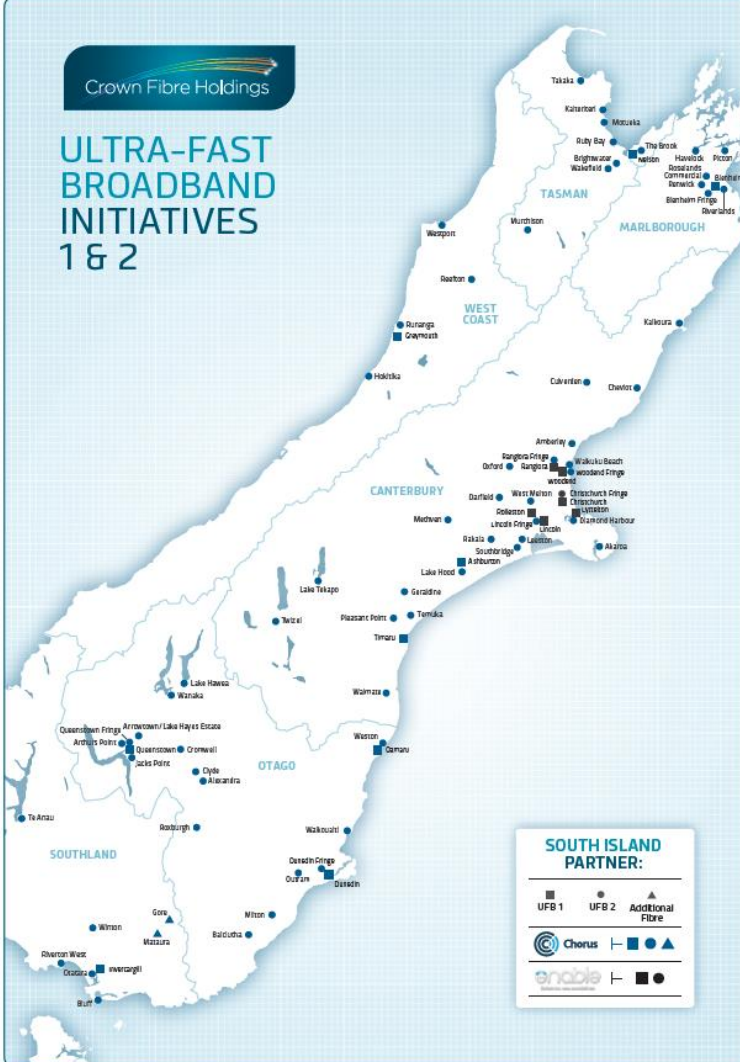 Crown Fibre Holdings
ULTRA-FAST
BROADBAND
INITIATIVES
1 & 2
Takaka
Kaiteriteri
Motueka
Ruby Bay
The Brook
Nelson
Brightwater
Wakefield
Havelock
Picton
Roselands
Commercial
Renwick
Blenheim
Blenheim Fringe
Riverlands
TASMAN
MARLBOROUGH
Murchison
Westport
Reefton
WEST
COAST
Runanga
Greymouth
Kaikoura
Hokitika
Culverden
Cheviot
Amberley
Rangiora Fringe
Waikuku Beach
Oxford
Rangiora
Woodend Fringe
Woodend
CANTERBURY
Darfield
West Melton
Christchurch Fringe
Christchurch
Rolleston
Lyttelton
Methven
Lincoln Fringe
Lincoln
Diamond Harbour
Rakaia
Leeston
Southbridge
Akaroa
Ashburton
Lake Hood
Lake Tekapo
Geraldine
Twizel
Pleasant Point
Temuka
Timaru
Lake Hawea
Wanaka
Waimate
Queenstown Fringe
Arrowtown/Lake Hayes Estate
Arthurs Point
Queenstown
Cromwell
Jacks Point
Weston
Oamaru
OTAGO
Clyde
Alexandra
Te Anau
Roxburgh
Waikouaiti
SOUTHLAND
Dunedin Fringe
Outram
Dunedin
Gore
Milton
Winton
Mataura
Balclutha
Riverton West
Otatara
Invercargill
Bluff
SOUTH ISLAND
PARTNER:
UFB 1
UFB 2
Additional
Fibre
Chorus
enable